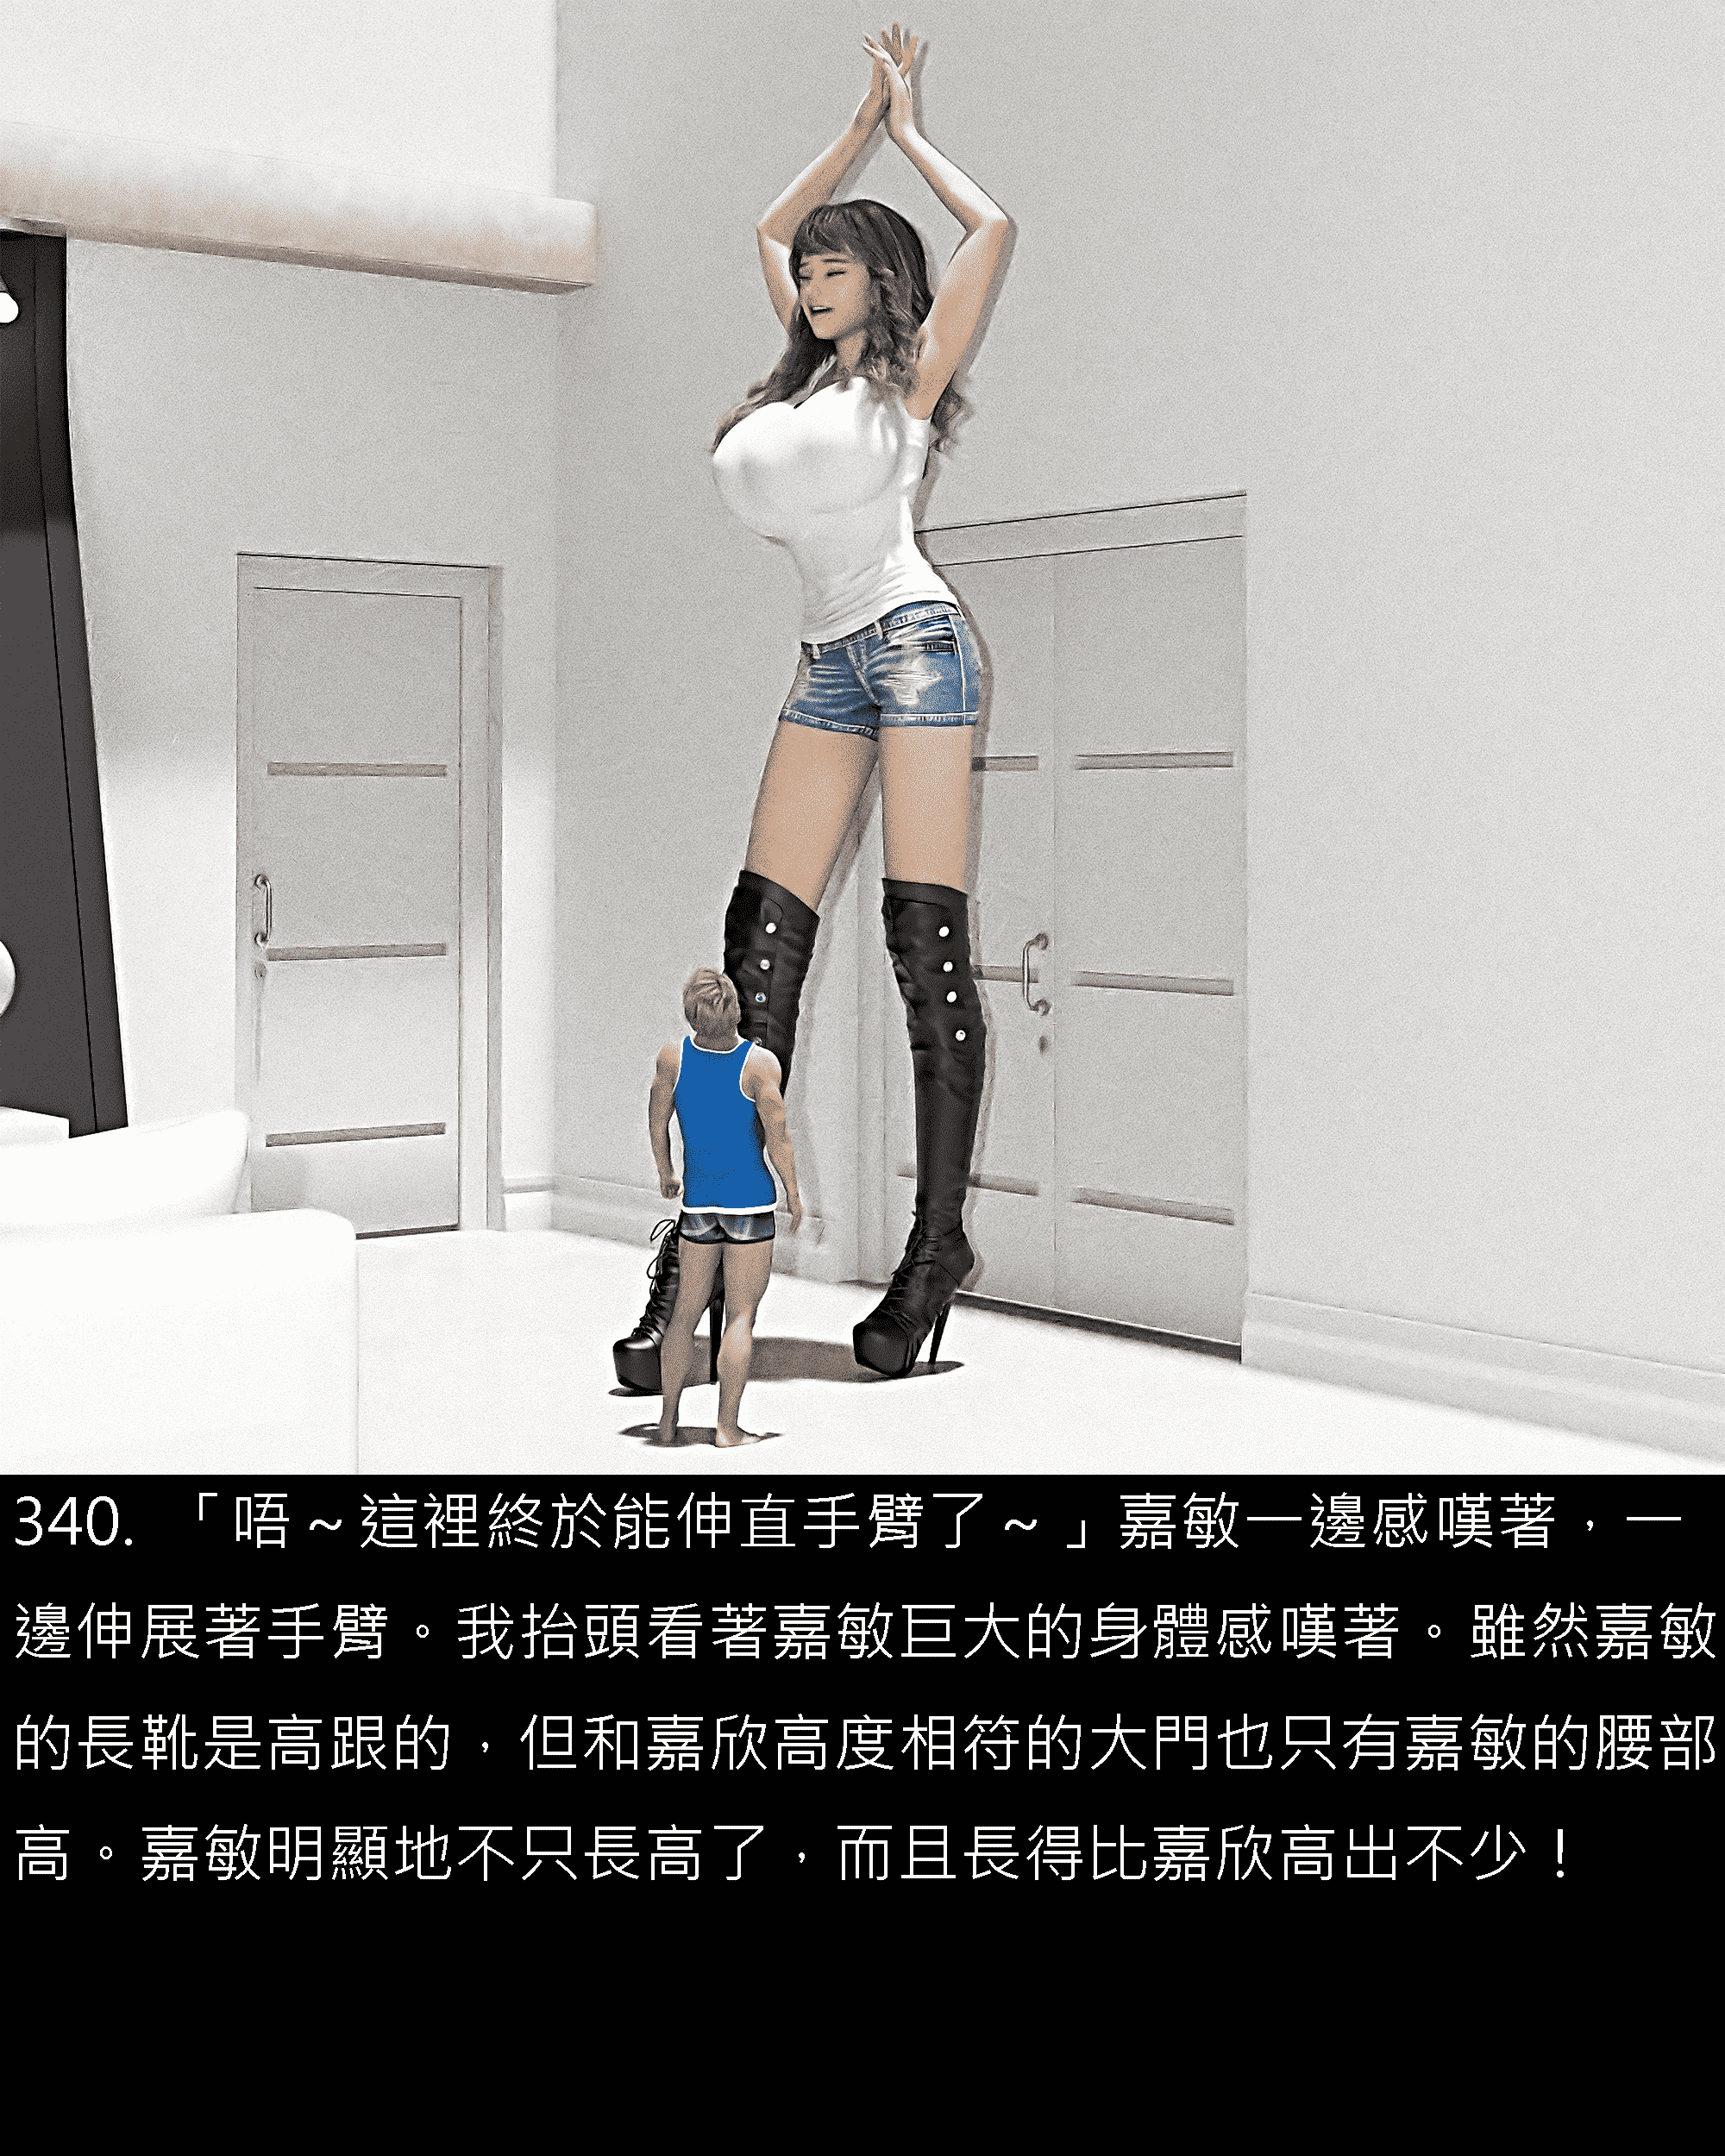 340. 「唔～這裡終於能伸直手臂了～」嘉敏一邊感嘆著，一
邊伸展著手臂。我抬頭看著嘉敏巨大的身體感嘆著。雖然嘉敏
的長靴是高跟的，但和嘉欣高度相符的大門也只有嘉敏的腰部
高。嘉敏明顯地不只長高了，而且長得比嘉欣高出不少！